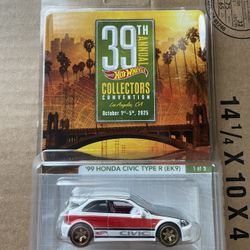 39TH ANNUAL
HOT WHEELS
COLLECTORS
CONVENTION
Los Angeles, CA
October 1st-5th, 2025
'99 HONDA CIVIC TYPE R (EK9)
1 of 3
CIVIC
14 1/4 X 10 X 4